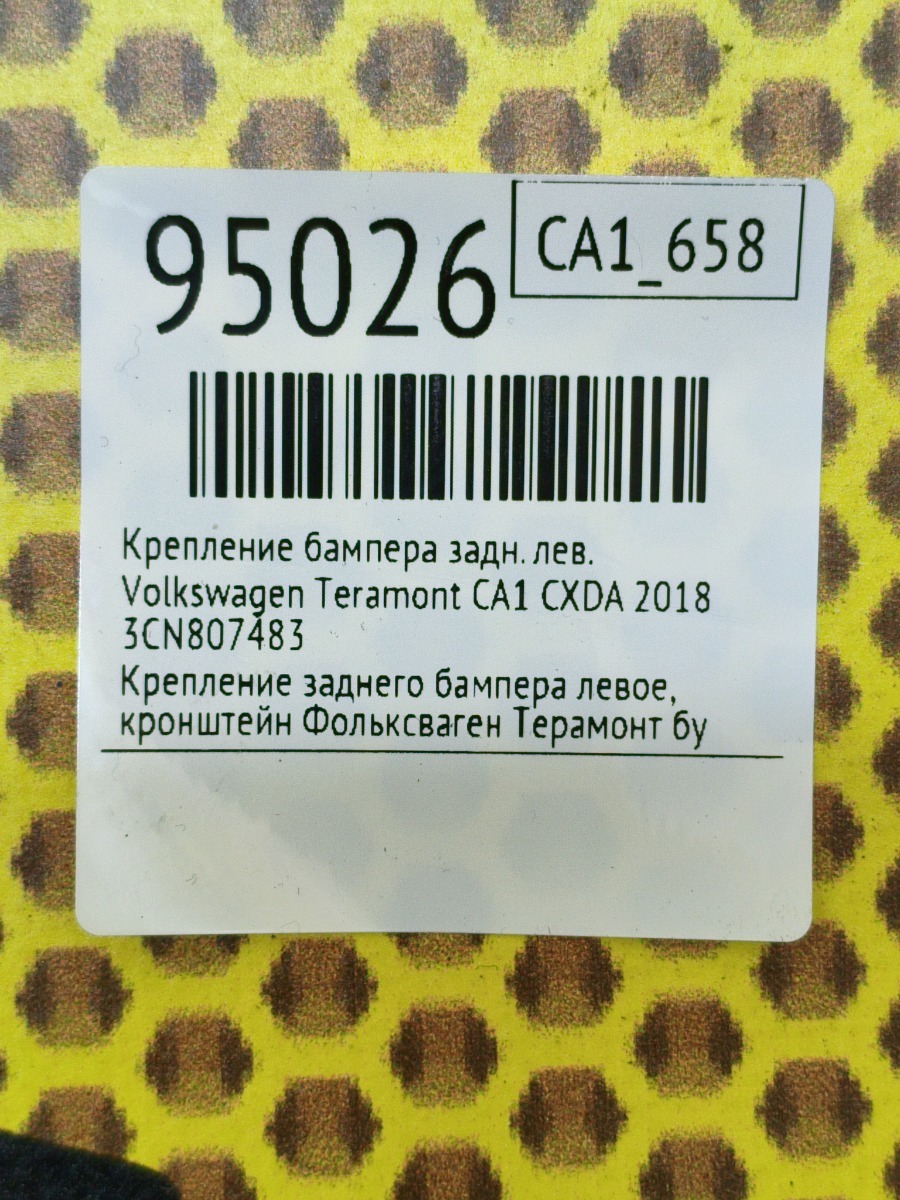 95026
CA1_658
Крепление бампера задн. лев.
Volkswagen Teramont CA1 CXDA 2018
3CN807483
Крепление заднего бампера левое,
кронштейн Фольксваген Терамонт бу